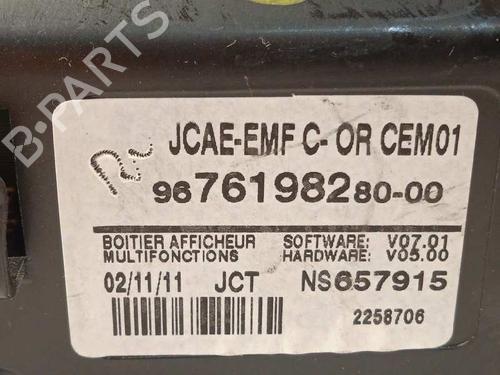 B-PARTS
JCAE-EMF C- OR CEM01
9676198280-00
BOITIER AFFICHEUR SOFTWARE: V07.01
MULTIFONCTIONS HARDWARE: V05.00
02/11/11 JCT NS657915
2258706